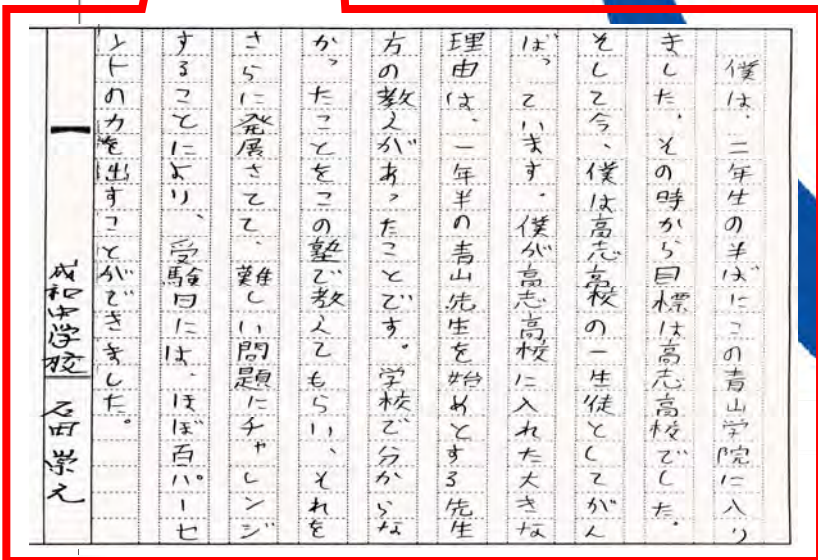 僕は、二年生の半ばにこの青山学院に入り
ました。その時から目標は高志高校でした。
そして今、僕は高志高校の一生徒としてがん
ばっています。僕が高志高校に入れた大きな
理由は、一年半の青山先生を始めとする先生
方の教えがあったことです。学校で分からな
かったことをこの塾で教えてもらい、それを
さらに発展させて、難しい問題にチャレンジ
することにより、受験日には、ほぼ百パーセ
ントの力を出すことができました。
成和中学校 石田崇元